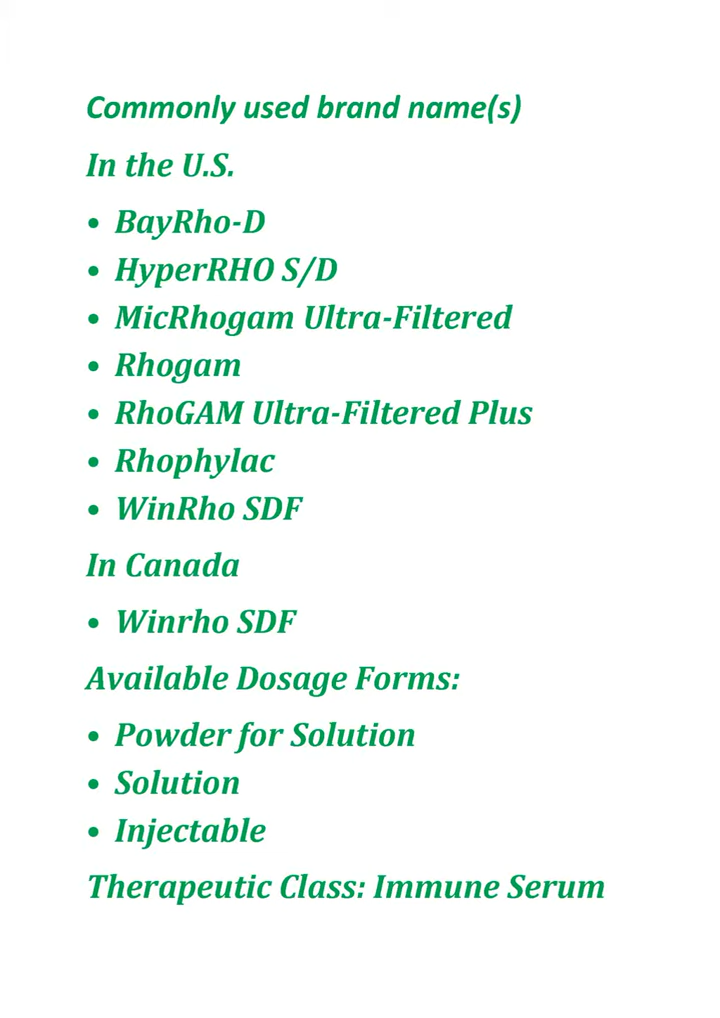 Commonly used brand name(s)
In the U.S.
• BayRho-D
• HyperRHO S/D
• MicRhogam Ultra-Filtered
• Rhogam
• RhoGAM Ultra-Filtered Plus
• Rhophylac
• WinRho SDF
In Canada
• Winrho SDF
Available Dosage Forms:
• Powder for Solution
• Solution
• Injectable
Therapeutic Class: Immune Serum